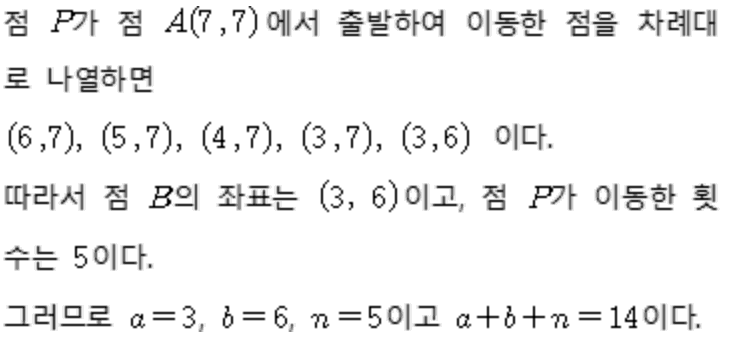 점 P가 점 A(7,7)에서 출발하여 이동한 점을 차례대
로 나열하면
(6,7), (5,7), (4,7), (3,7), (3,6) 이다.
따라서 점 B의 좌표는 (3, 6)이고, 점 P가 이동한 횟
수는 5이다.
그러므로 a=3, b=6, n=5이고 a+b+n=14이다.